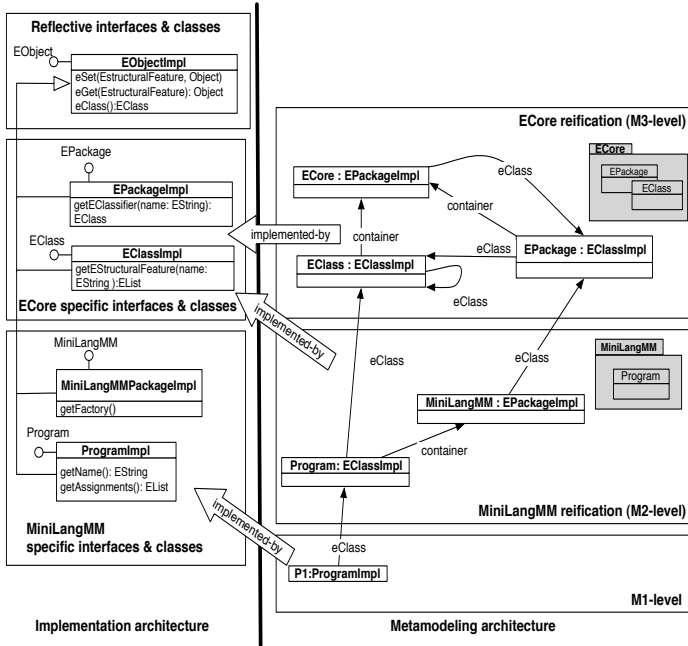 Reflective interfaces & classes
EObject
EObjectImpl
eSet(EstructuralFeature, Object)
eGet(EstructuralFeature): Object
eClass():EClass
EPackage
EPackageImpl
getEClassifier(name: EString):
EClass
EClass
EClassImpl
getEStructuralFeature(name:
EString ):EList
ECore specific interfaces & classes
MiniLangMM
MiniLangMMPackageImpl
getFactory()
Program
ProgramImpl
getName(): EString
getAssignments(): EList
MiniLangMM
specific interfaces & classes
Implementation architecture
implemented-by
implemented-by
implemented-by
ECore reification (M3-level)
ECore
EPackage
EClass
ECore : EPackageImpl
eClass
container
container
EPackage : EClassImpl
eClass
EClass : EClassImpl
eClass
eClass
eClass
MiniLangMM
Program
MiniLangMM : EPackageImpl
container
Program: EClassImpl
MiniLangMM reification (M2-level)
eClass
P1:ProgramImpl
M1-level
Metamodeling architecture